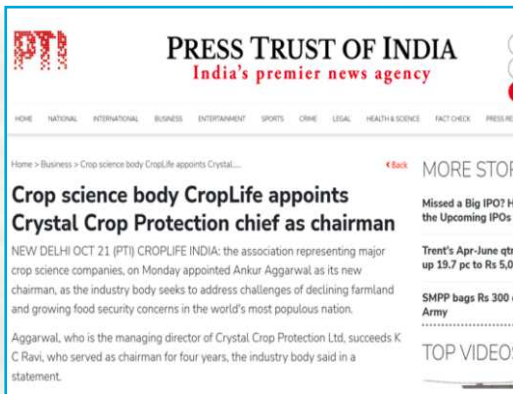 PTI
PRESS TRUST OF INDIA
India's premier news agency
HOME NATIONAL INTERNATIONAL BUSINESS ENTERTAINMENT SPORTS CRIME LEGAL HEALTH & SCIENCE FACT CHECK PRESS RE
Home > Business > Crop science body CropLife appoints Crystal....
< Back
Crop science body CropLife appoints
Crystal Crop Protection chief as chairman
NEW DELHI OCT 21 (PTI) CROPLIFE INDIA: the association representing major
crop science companies, on Monday appointed Ankur Aggarwal as its new
chairman, as the industry body seeks to address challenges of declining farmland
and growing food security concerns in the world's most populous nation.
Aggarwal, who is the managing director of Crystal Crop Protection Ltd, succeeds K
C Ravi, who served as chairman for four years, the industry body said in a
statement.
MORE STOR
Missed a Big IPO? H
the Upcoming IPOs
Trent's Apr-June qtr
up 19.7 pc to Rs 5,0
SMPP bags Rs 300
Army
TOP VIDEOS